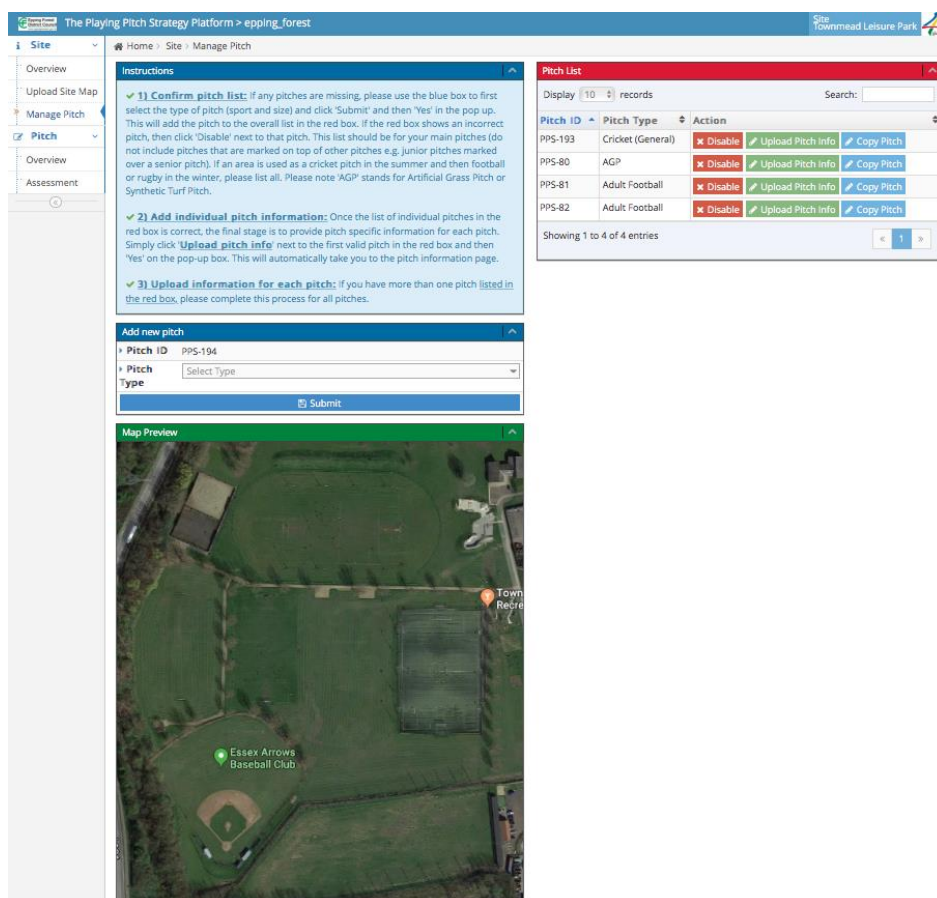 Epping Forest
District Council
The Playing Pitch Strategy Platform > epping_forest
Site
Townmead Leisure Park
Site
Overview
Upload Site Map
Manage Pitch
Pitch
Overview
Assessment
Home > Site > Manage Pitch
Instructions
1) Confirm pitch list: If any pitches are missing, please use the blue box to first
select the type of pitch (sport and size) and click 'Submit' and then 'Yes' in the pop up.
This will add the pitch to the overall list in the red box. If the red box shows an incorrect
pitch, then click 'Disable' next to that pitch. This list should be for your main pitches (do
not include pitches that are marked on top of other pitches e.g. junior pitches marked
over a senior pitch). If an area is used as a cricket pitch in the summer and then football
or rugby in the winter, please list all. Please note 'AGP' stands for Artificial Grass Pitch or
Synthetic Turf Pitch.
2) Add individual pitch information: Once the list of individual pitches in the
red box is correct, the final stage is to provide pitch specific information for each pitch.
Simply click 'Upload pitch info' next to the first valid pitch in the red box and then
'Yes' on the pop-up box. This will automatically take you to the pitch information page.
3) Upload information for each pitch: if you have more than one pitch listed in
the red box, please complete this process for all pitches.
Add new pitch
Pitch ID PPS-194
Pitch Type Select Type
Submit
Map Preview
Town
Recre
Essex Arrows
Baseball Club
Pitch List
Display 10 records Search:
Pitch ID Pitch Type Action
PPS-193 Cricket (General) Disable Upload Pitch Info Copy Pitch
PPS-80 AGP Disable Upload Pitch Info Copy Pitch
PPS-81 Adult Football Disable Upload Pitch Info Copy Pitch
PPS-82 Adult Football Disable Upload Pitch Info Copy Pitch
Showing 1 to 4 of 4 entries
« 1 »